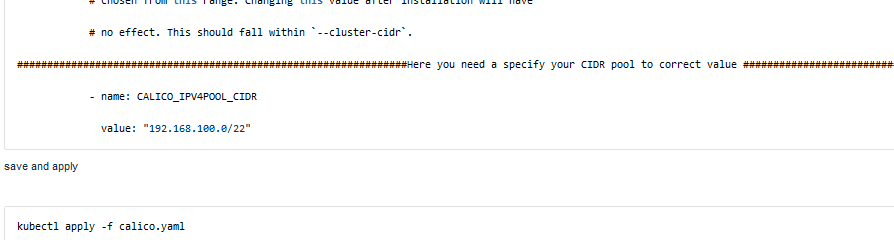 # chosen from this range. Changing this value after installation will have
# no effect. This should fall within `--cluster-cidr`.
#################################################################Here you need a specify your CIDR pool to correct value #########################
- name: CALICO_IPV4POOL_CIDR
value: "192.168.100.0/22"
save and apply
kubectl apply -f calico.yaml